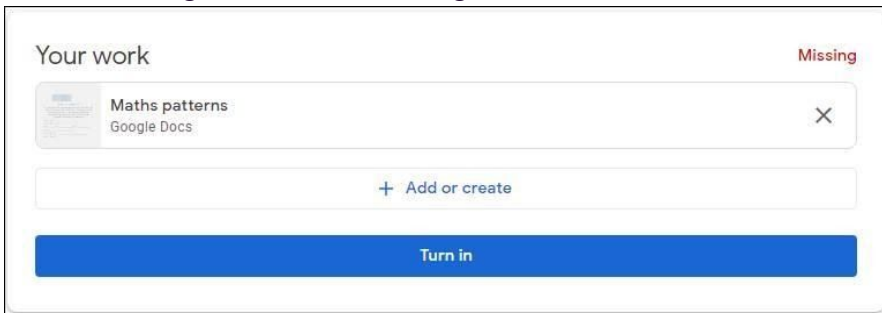 Your work
Missing
Maths patterns
Google Docs
+ Add or create
Turn in